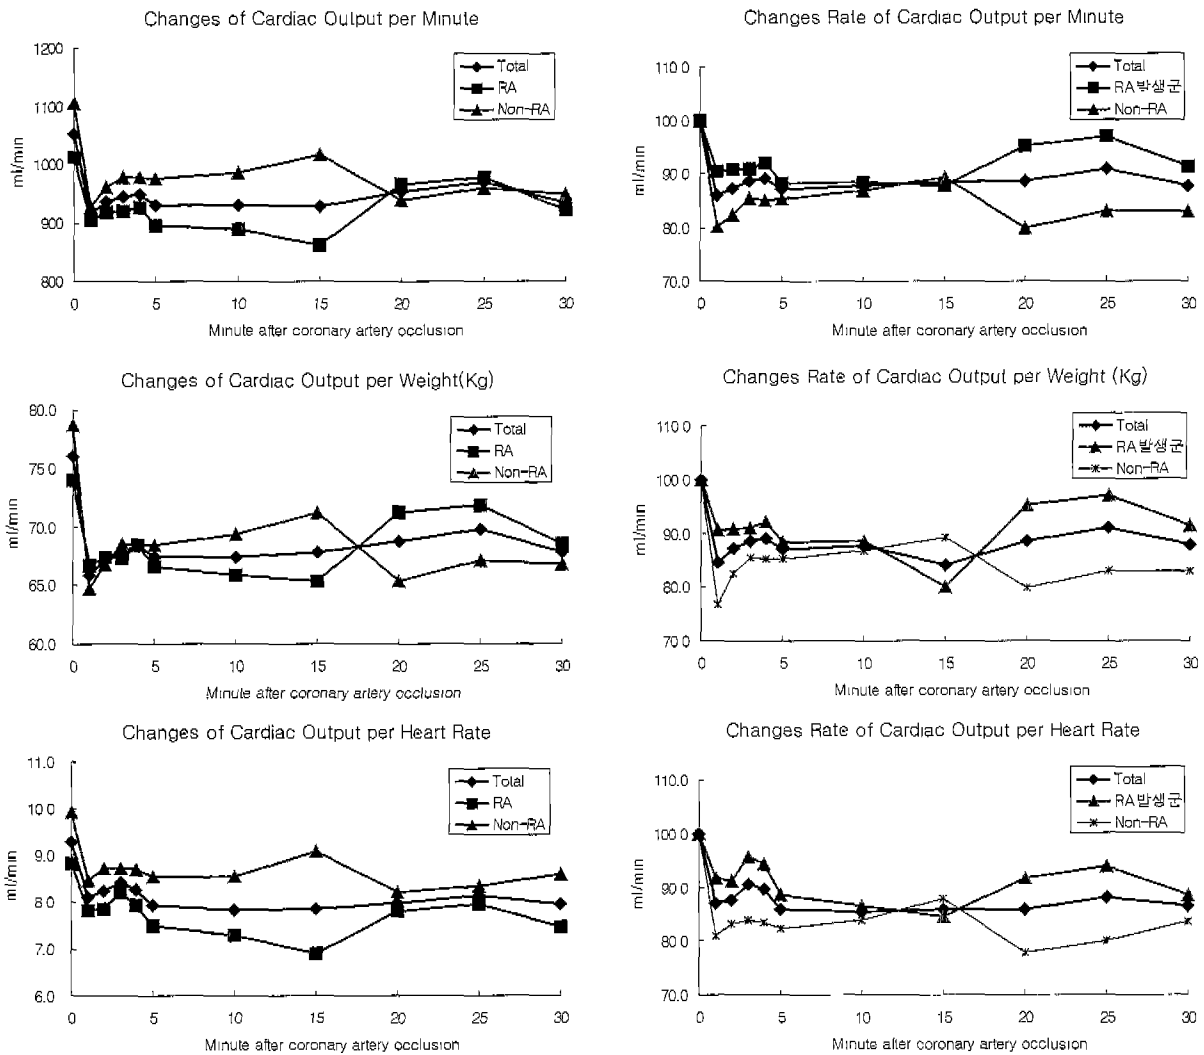 Changes of Cardiac Output per Minute
1200
1100
1000
900
800
ml/min
Total
RA
Non-RA
0 5 10 15 20 25 30
Minute after coronary artery occlusion
Changes Rate of Cardiac Output per Minute
110.0
100.0
90.0
80.0
70.0
ml/min
Total
RA발생군
Non-RA
0 5 10 15 20 25 30
Minute after coronary artery occlusion
Changes of Cardiac Output per Weight(Kg)
80.0
75.0
70.0
65.0
60.0
ml/min
Total
RA
Non-RA
0 5 10 15 20 25 30
Minute after coronary artery occlusion
Changes Rate of Cardiac Output per Weight (Kg)
110.0
100.0
90.0
80.0
70.0
ml/min
Total
RA발생군
Non-RA
0 5 10 15 20 25 30
Minute after coronary artery occlusion
Changes of Cardiac Output per Heart Rate
11.0
10.0
9.0
8.0
7.0
6.0
ml/min
Total
RA
Non-RA
0 5 10 15 20 25 30
Minute after coronary artery occlusion
Changes Rate of Cardiac Output per Heart Rate
110.0
100.0
90.0
80.0
70.0
ml/min
Total
RA발생군
Non-RA
0 5 10 15 20 25 30
Minute after coronary artery occlusion